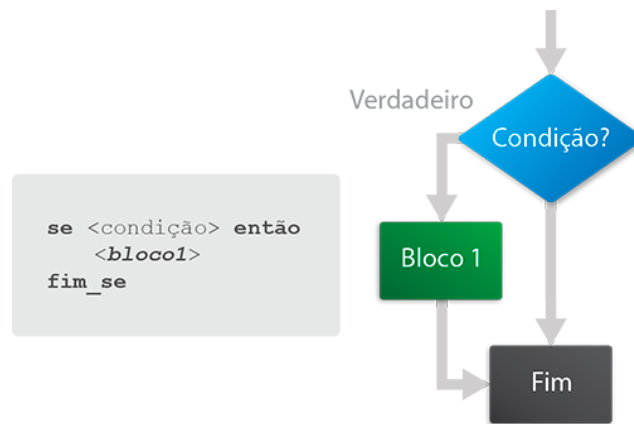 se <condição> então
<bloco1>
fim_se
Verdadeiro
Condição?
Bloco 1
Fim